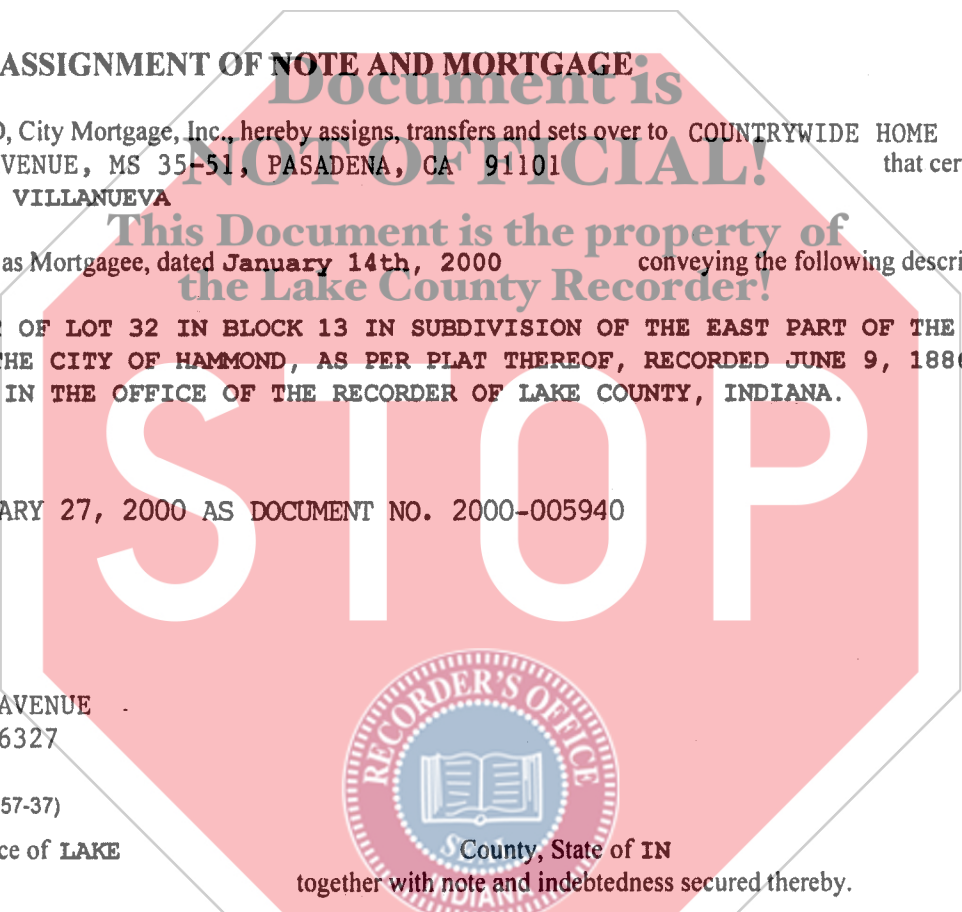 ASSIGNMENT OF NOTE AND MORTGAGE
Document is
, City Mortgage, Inc., hereby assigns, transfers and sets over to COUNTRYWIDE HOME
NOT OFFICIAL!
VENUE, MS 35-51, PASADENA, CA 91101 that cer
VILLANUEVA
This Document is the property of
as Mortgagee, dated January 14th, 2000 conveying the following descri
the Lake County Recorder!
OF LOT 32 IN BLOCK 13 IN SUBDIVISION OF THE EAST PART OF THE
THE CITY OF HAMMOND, AS PER PLAT THEREOF, RECORDED JUNE 9, 188
IN THE OFFICE OF THE RECORDER OF LAKE COUNTY, INDIANA.
STOP
ARY 27, 2000 AS DOCUMENT NO. 2000-005940
AVENUE
6327
57-37)
RECORDER'S OFFICE
SEAL
INDIANA
ce of LAKE County, State of IN
together with note and indebtedness secured thereby.